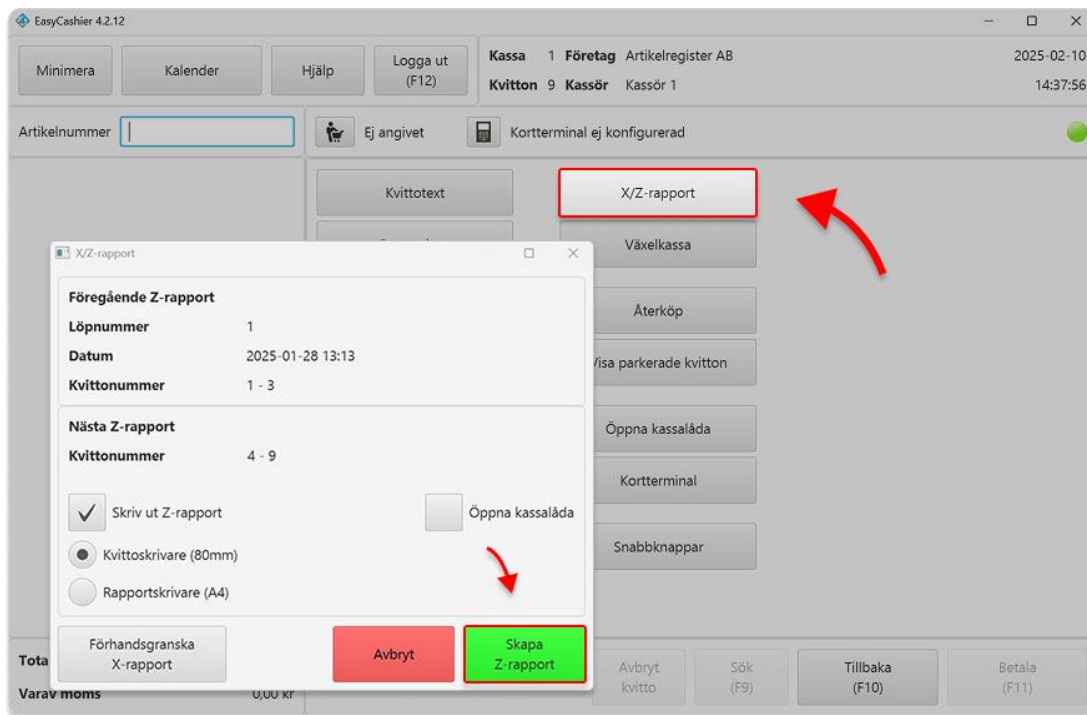 EasyCashier 4.2.12
Minimera
Kalender
Hjälp
Logga ut
(F12)
Kassa 1 Företag Artikelregister AB
Kvitton 9 Kassör Kassör 1
2025-02-10
14:37:56
Artikelnummer
Ej angivet
Kortterminal ej konfigurerad
Kvittotext
X/Z-rapport
Växelkassa
Återköp
Visa parkerade kvitton
Öppna kassalåda
Kortterminal
Snabbknappar
X/Z-rapport
Föregående Z-rapport
Löpnummer 1
Datum 2025-01-28 13:13
Kvittonummer 1 - 3
Nästa Z-rapport
Kvittonummer 4 - 9
Skriv ut Z-rapport
Öppna kassalåda
Kvittoskrivare (80mm)
Rapportskrivare (A4)
Förhandsgranska
X-rapport
Avbryt
Skapa
Z-rapport
Tota
Varav moms 0,00 kr
Avbryt
kvitto
Sök
(F9)
Tillbaka
(F10)
Betala
(F11)